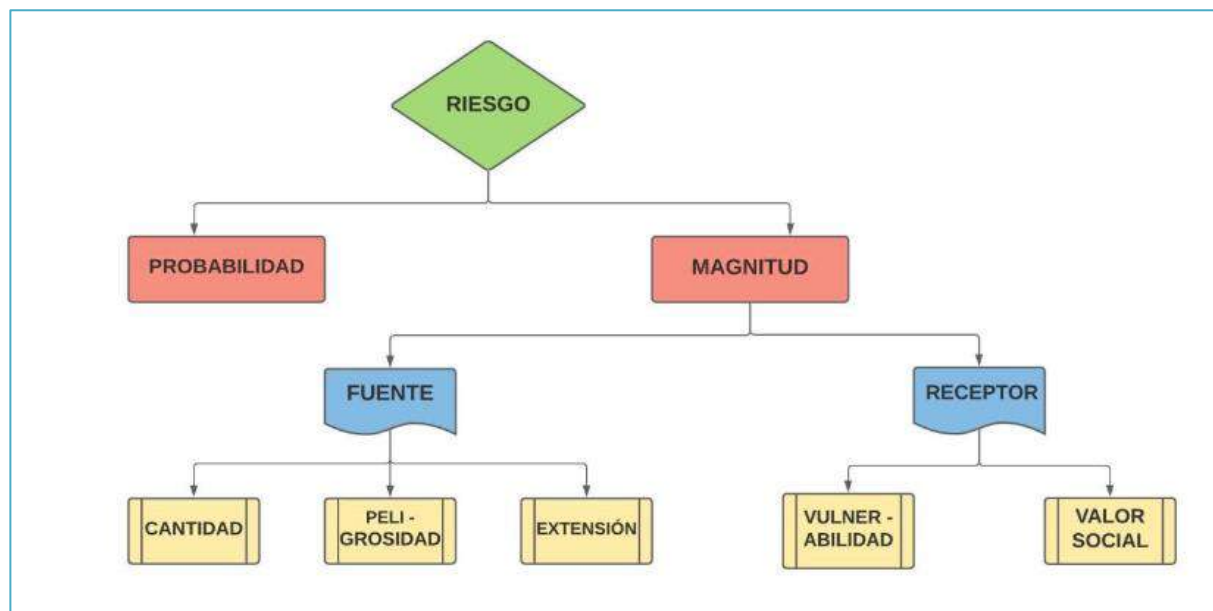 RIESGO
PROBABILIDAD
MAGNITUD
FUENTE
RECEPTOR
CANTIDAD
PELI -
GROSIDAD
EXTENSIÓN
VULNER -
ABILIDAD
VALOR
SOCIAL